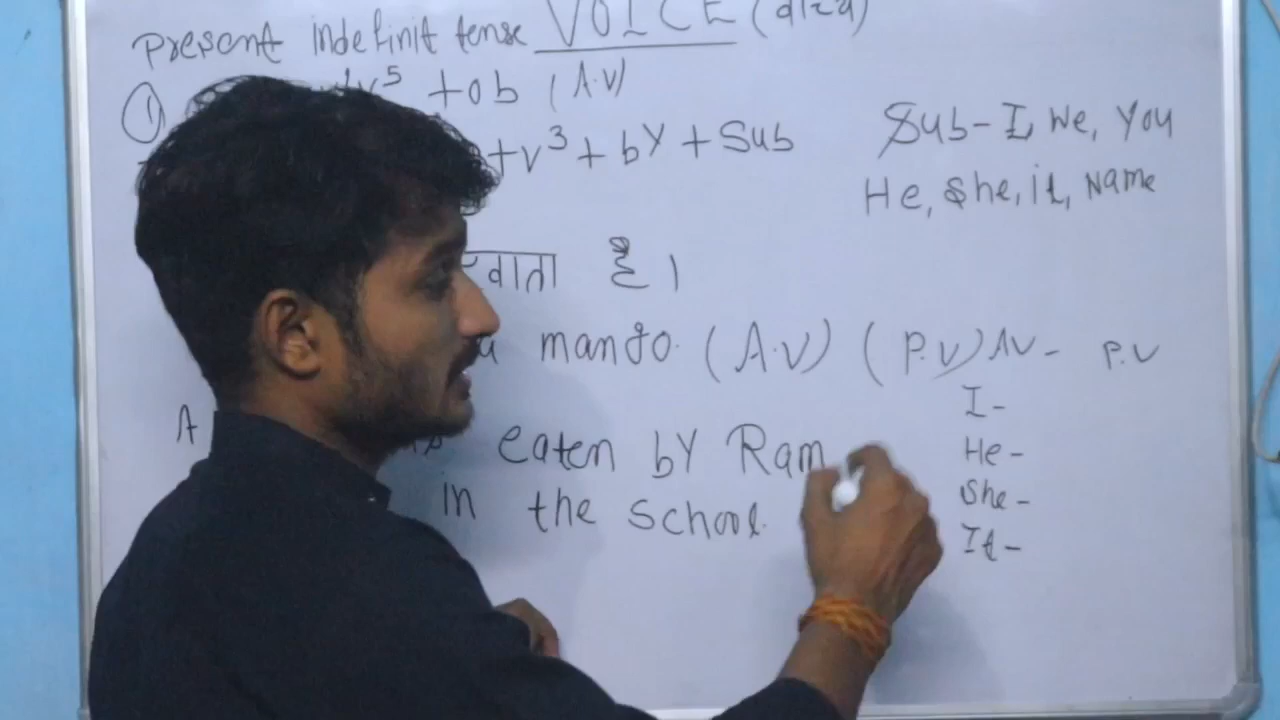 Present Indefinit tense VOICE (वाच्य)
① v⁵ + ob (A.V)
+v³ + by + Sub
Sub - I, We, You
He, She, it, Name
है।
mango. (A.V) (P.V) AV - P.V
I -
A eaten by Ram
He -
in the School.
She -
It -